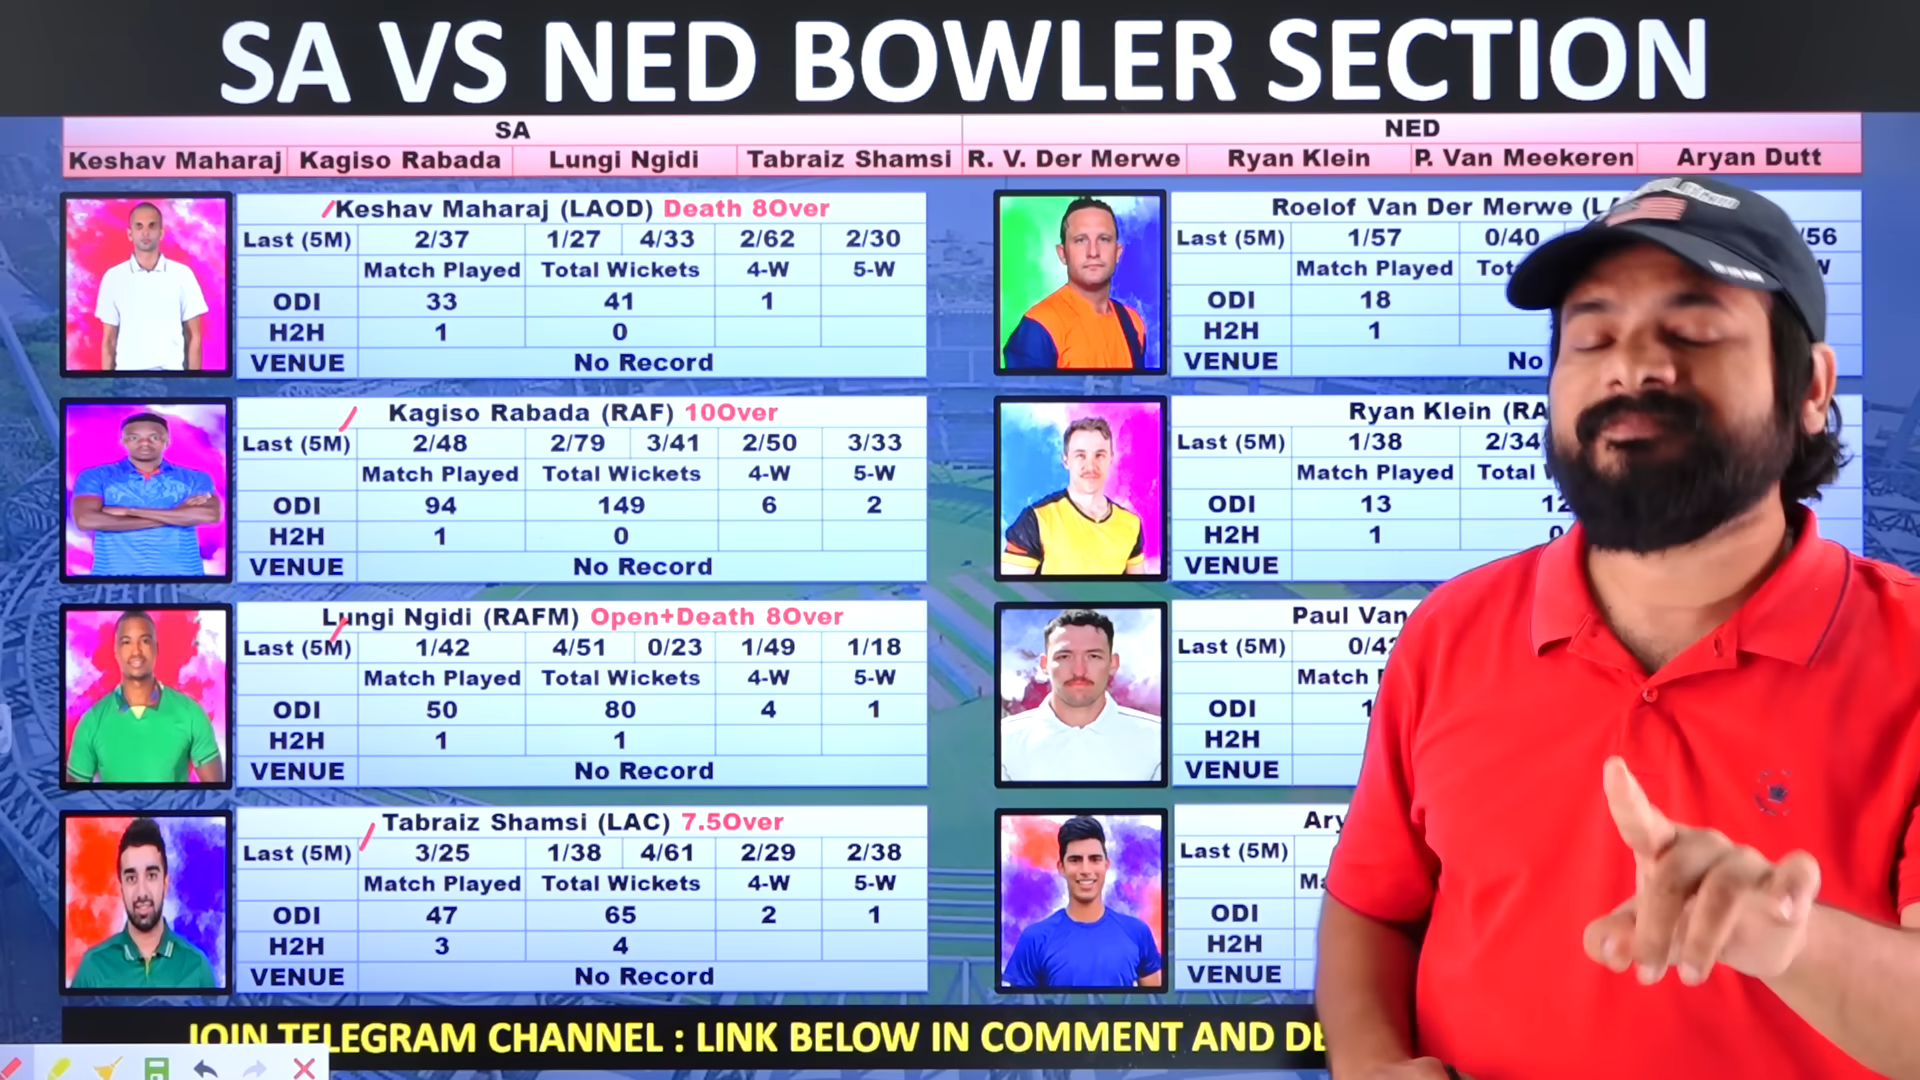 SA VS NED BOWLER SECTION
SA NED
Keshav Maharaj Kagiso Rabada Lungi Ngidi Tabraiz Shamsi R. V. Der Merwe Ryan Klein P. Van Meekeren Aryan Dutt
Keshav Maharaj (LAOD) Death 8Over
Last (5M) 2/37 1/27 4/33 2/62 2/30
Match Played Total Wickets 4-W 5-W
ODI 33 41 1
H2H 1 0
VENUE No Record
Kagiso Rabada (RAF) 10Over
Last (5M) 2/48 2/79 3/41 2/50 3/33
Match Played Total Wickets 4-W 5-W
ODI 94 149 6 2
H2H 1 0
VENUE No Record
Lungi Ngidi (RAFM) Open+Death 8Over
Last (5M) 1/42 4/51 0/23 1/49 1/18
Match Played Total Wickets 4-W 5-W
ODI 50 80 4 1
H2H 1 1
VENUE No Record
Tabraiz Shamsi (LAC) 7.5Over
Last (5M) 3/25 1/38 4/61 2/29 2/38
Match Played Total Wickets 4-W 5-W
ODI 47 65 2 1
H2H 3 4
VENUE No Record
Roelof Van Der Merwe
Last (5M) 1/57 0/40 /56
Match Played
ODI 18
H2H 1
VENUE No
Ryan Klein
Last (5M) 1/38 2/34
Match Played Total
ODI 13 12
H2H 1
VENUE
Paul Van
Last (5M)
Match
ODI
H2H
VENUE
Last (5M)
ODI
H2H
VENUE
JOIN TELEGRAM CHANNEL : LINK BELOW IN COMMENT AND